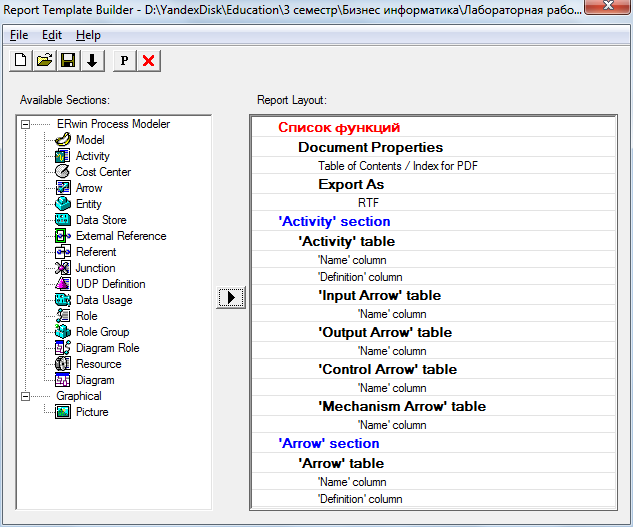 Report Template Builder - D:\YandexDisk\Education\3 семестр\Бизнес информатика\Лабораторная рабо...
File Edit Help
P
Available Sections:
Report Layout:
ERwin Process Modeler
Model
Activity
Cost Center
Arrow
Entity
Data Store
External Reference
Referent
Junction
UDP Definition
Data Usage
Role
Role Group
Diagram Role
Resource
Diagram
Graphical
Picture
Список функций
Document Properties
Table of Contents / Index for PDF
Export As
RTF
'Activity' section
'Activity' table
'Name' column
'Definition' column
'Input Arrow' table
'Name' column
'Output Arrow' table
'Name' column
'Control Arrow' table
'Name' column
'Mechanism Arrow' table
'Name' column
'Arrow' section
'Arrow' table
'Name' column
'Definition' column